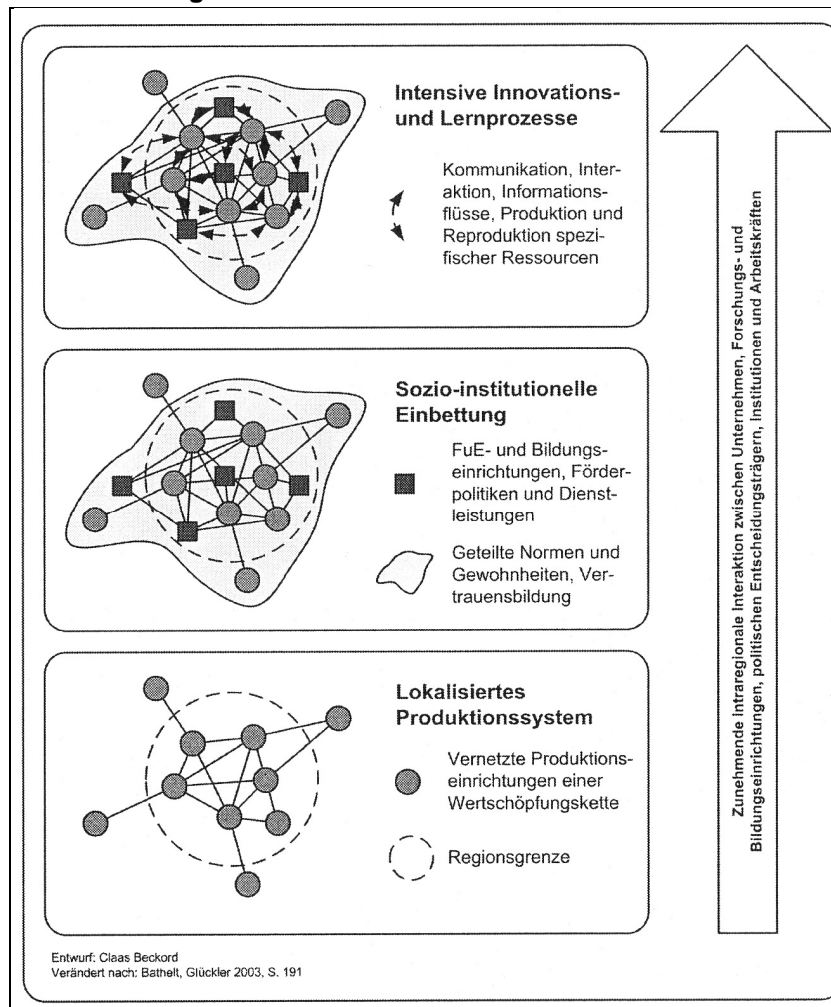 Intensive Innovations-
und Lernprozesse
Kommunikation, Inter-
aktion, Informations-
flüsse, Produktion und
Reproduktion spezi-
fischer Ressourcen
Sozio-institutionelle
Einbettung
FuE- und Bildungs-
einrichtungen, Förder-
politiken und Dienst-
leistungen
Geteilte Normen und
Gewohnheiten, Ver-
trauensbildung
Lokalisiertes
Produktionssystem
Vernetzte Produktions-
einrichtungen einer
Wertschöpfungskette
Regionsgrenze
Zunehmende intraregionale Interaktion zwischen Unternehmen, Forschungs- und
Bildungseinrichtungen, politischen Entscheidungsträgern, Institutionen und Arbeitskräften
Entwurf: Claas Beckord
Verändert nach: Bathelt, Glückler 2003, S. 191